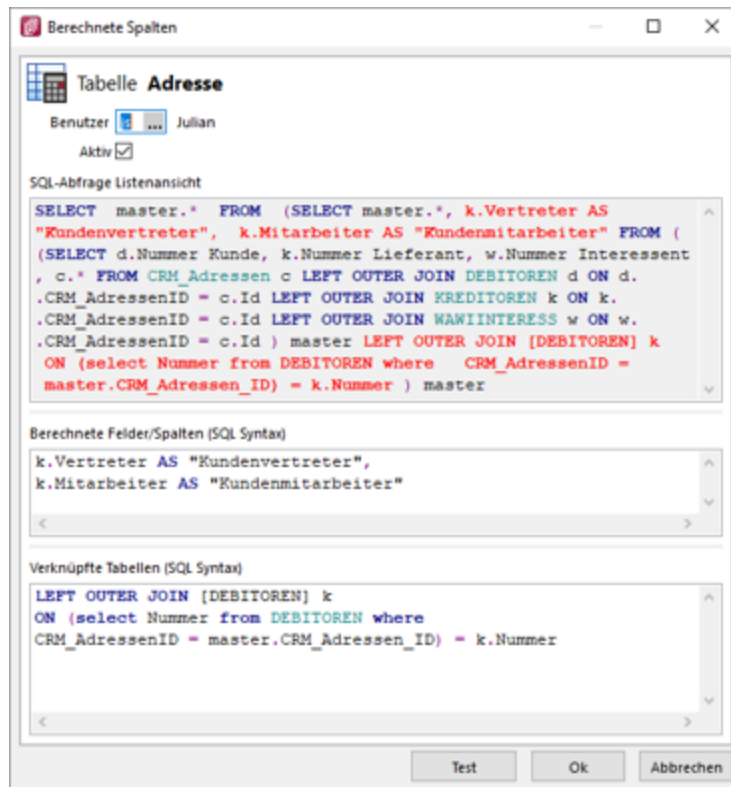 Berechnete Spalten
Tabelle Adresse
Benutzer ... Julian
Aktiv
SQL-Abfrage Listenansicht
SELECT master.* FROM (SELECT master.*, k.Vertreter AS
"Kundenvertreter", k.Mitarbeiter AS "Kundenmitarbeiter" FROM (
(SELECT d.Nummer Kunde, k.Nummer Lieferant, w.Nummer Interessent
, c.* FROM CRM_Adressen c LEFT OUTER JOIN DEBITOREN d ON d.
.CRM_AdressenID = c.Id LEFT OUTER JOIN KREDITOREN k ON k.
.CRM_AdressenID = c.Id LEFT OUTER JOIN WAWIINTERESS w ON w.
.CRM_AdressenID = c.Id ) master LEFT OUTER JOIN [DEBITOREN] k
ON (select Nummer from DEBITOREN where CRM_AdressenID =
master.CRM_Adressen_ID) = k.Nummer ) master
Berechnete Felder/Spalten (SQL Syntax)
k.Vertreter AS "Kundenvertreter",
k.Mitarbeiter AS "Kundenmitarbeiter"
Verknüpfte Tabellen (SQL Syntax)
LEFT OUTER JOIN [DEBITOREN] k
ON (select Nummer from DEBITOREN where
CRM_AdressenID = master.CRM_Adressen_ID) = k.Nummer
Test Ok Abbrechen